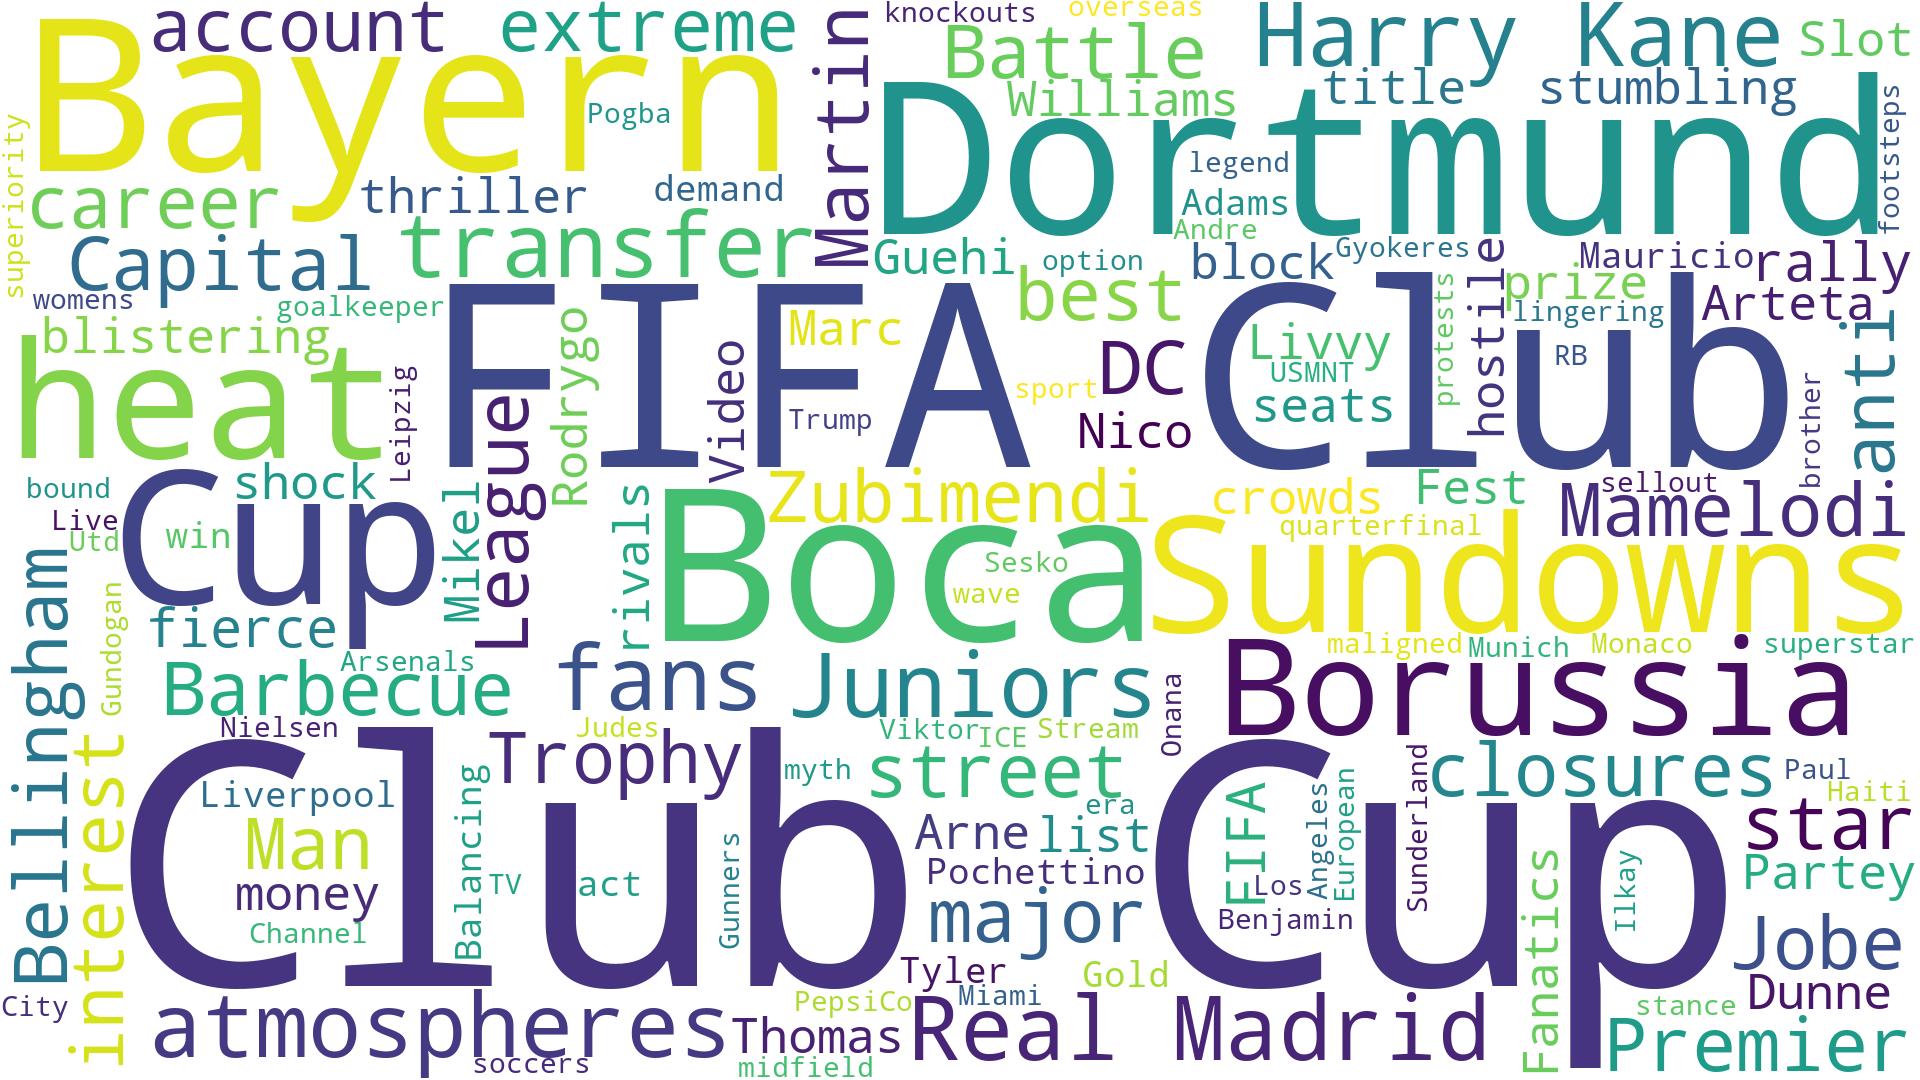 knockouts
overseas
account
extreme
Battle
Harry Kane
Slot
Bayern
Martin
Williams
title
stumbling
Pogba
Dortmund
footsteps
superiority
legend
career
thriller
demand
Adams
Andre
Capital
transfer
Guehi
option
block
Gyokeres
hostile
Mauricio
rally
womens
goalkeeper
best
prize
lingering
Arteta
blistering
heat
FIFA Club
Rodrygo
Marc
Livvy
protests
anti
Leipzig
Video
DC
USMNT
RB
sport
seats
brother
Trump
Nico
League
Cup
shock
bound
Live
Utd
win
Mikel
rivals
Zubimendi
crowds
Fest
sellout
Mamelodi
quarterfinal
Boca
Sesko
wave
Sundowns
Bellingham
Gundogan
fierce
Arsenals
Barbecue
fans
Juniors
maligned
Munich
Monaco
superstar
Borussia
Onana
Nielsen
Judes
Viktor
ICE
Stream
interest
Trophy
street
closures
myth
Paul
Haiti
Club Cup
Liverpool
Balancing
era
FIFA
Angeles
European
Sunderland
star
Man
Gunners
Arne
list
Pochettino
Partey
money
TV
act
Los
Ilkay
Channel
major
Benjamin
Fanatics
Jobe
Tyler
Gold
City
PepsiCo
Miami
stance
Dunne
atmospheres
Thomas
Real Madrid
Premier
soccers
midfield